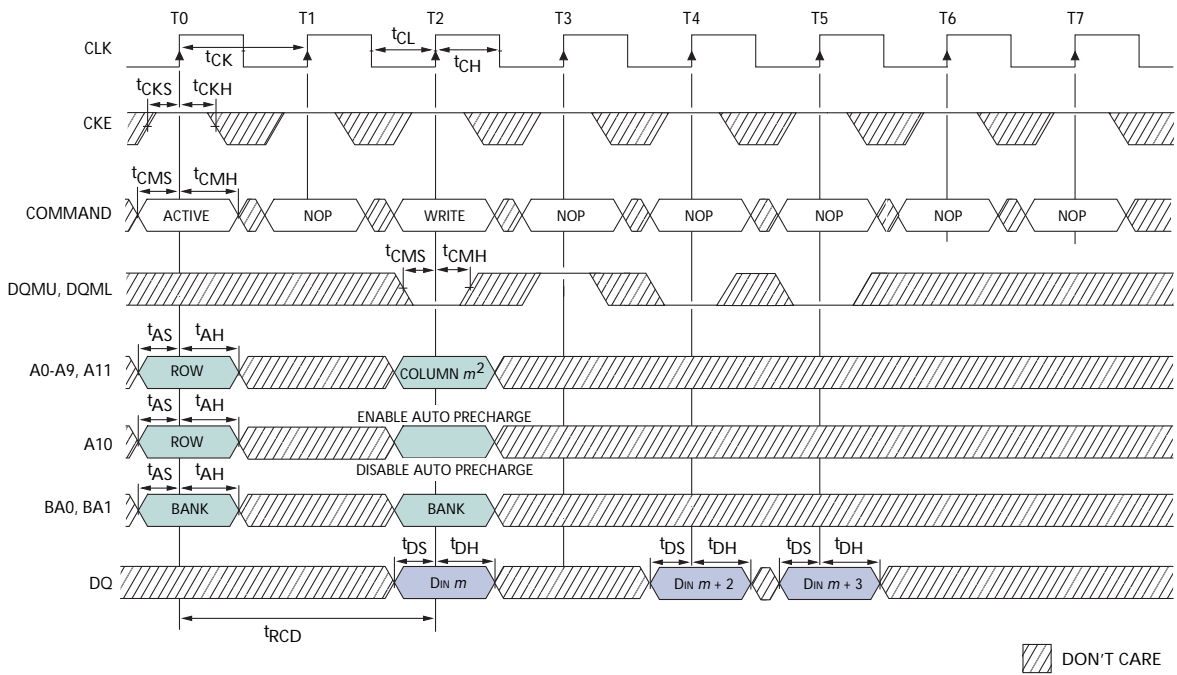 T0 T1 T2 T3 T4 T5 T6 T7
CLK
tCK tCL tCH
tCKS tCKH
CKE
tCMS tCMH
COMMAND ACTIVE NOP WRITE NOP NOP NOP NOP NOP
tCMS tCMH
DQMU, DQML
tAS tAH
A0-A9, A11 ROW COLUMN m2
tAS tAH ENABLE AUTO PRECHARGE
A10 ROW
DISABLE AUTO PRECHARGE
tAS tAH
BA0, BA1 BANK BANK
tDS tDH tDS tDH tDS tDH
DQ DIN m DIN m + 2 DIN m + 3
tRCD
DON'T CARE